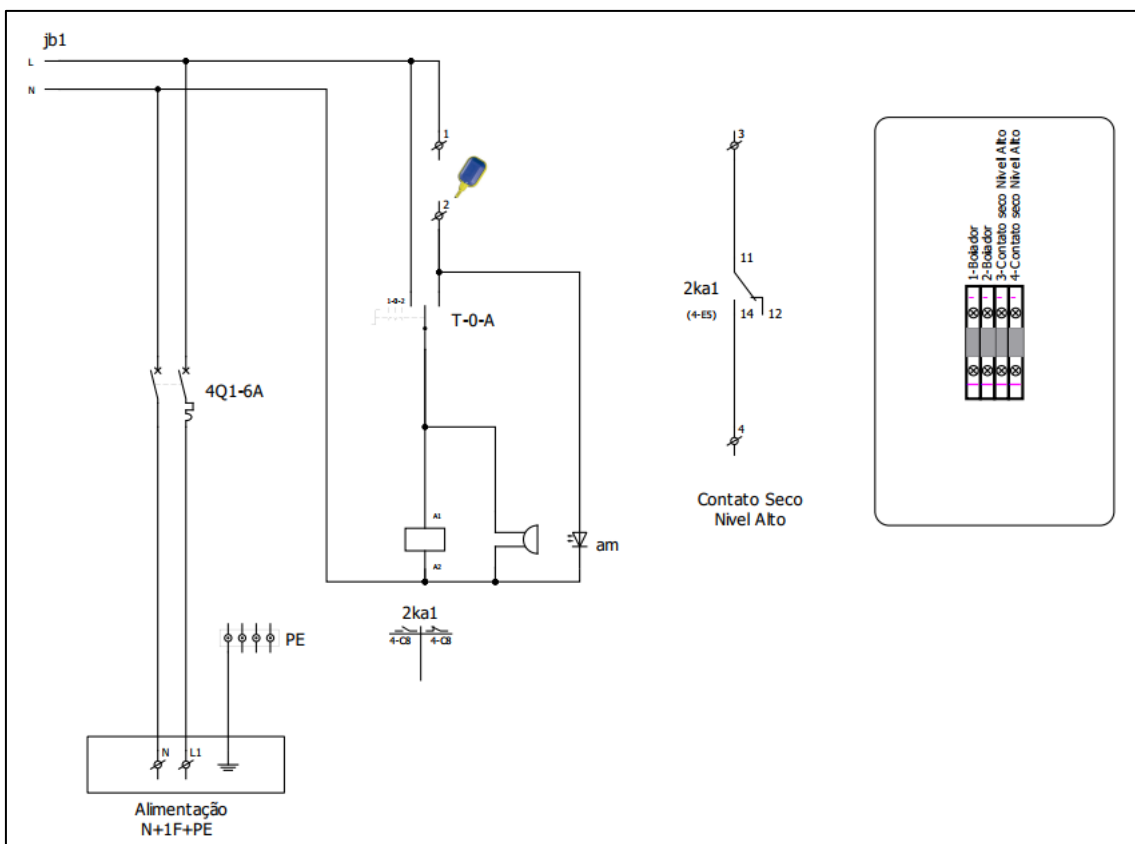 jb1
L
N
1
2
1-0-2
T-0-A
4Q1-6A
A1
A2
am
2ka1
4-C8
4-C8
PE
N
L1
Alimentação
N+1F+PE
3
11
2ka1
(4-E5)
14
12
4
Contato Seco
Nivel Alto
1-Boiador
2-Boiador
3-Contato seco Nivel Alto
4-Contato seco Nivel Alto